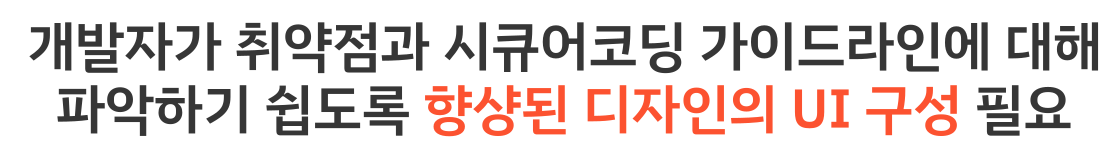 개발자가 취약점과 시큐어코딩 가이드라인에 대해
파악하기 쉽도록 향샹된 디자인의 UI 구성 필요